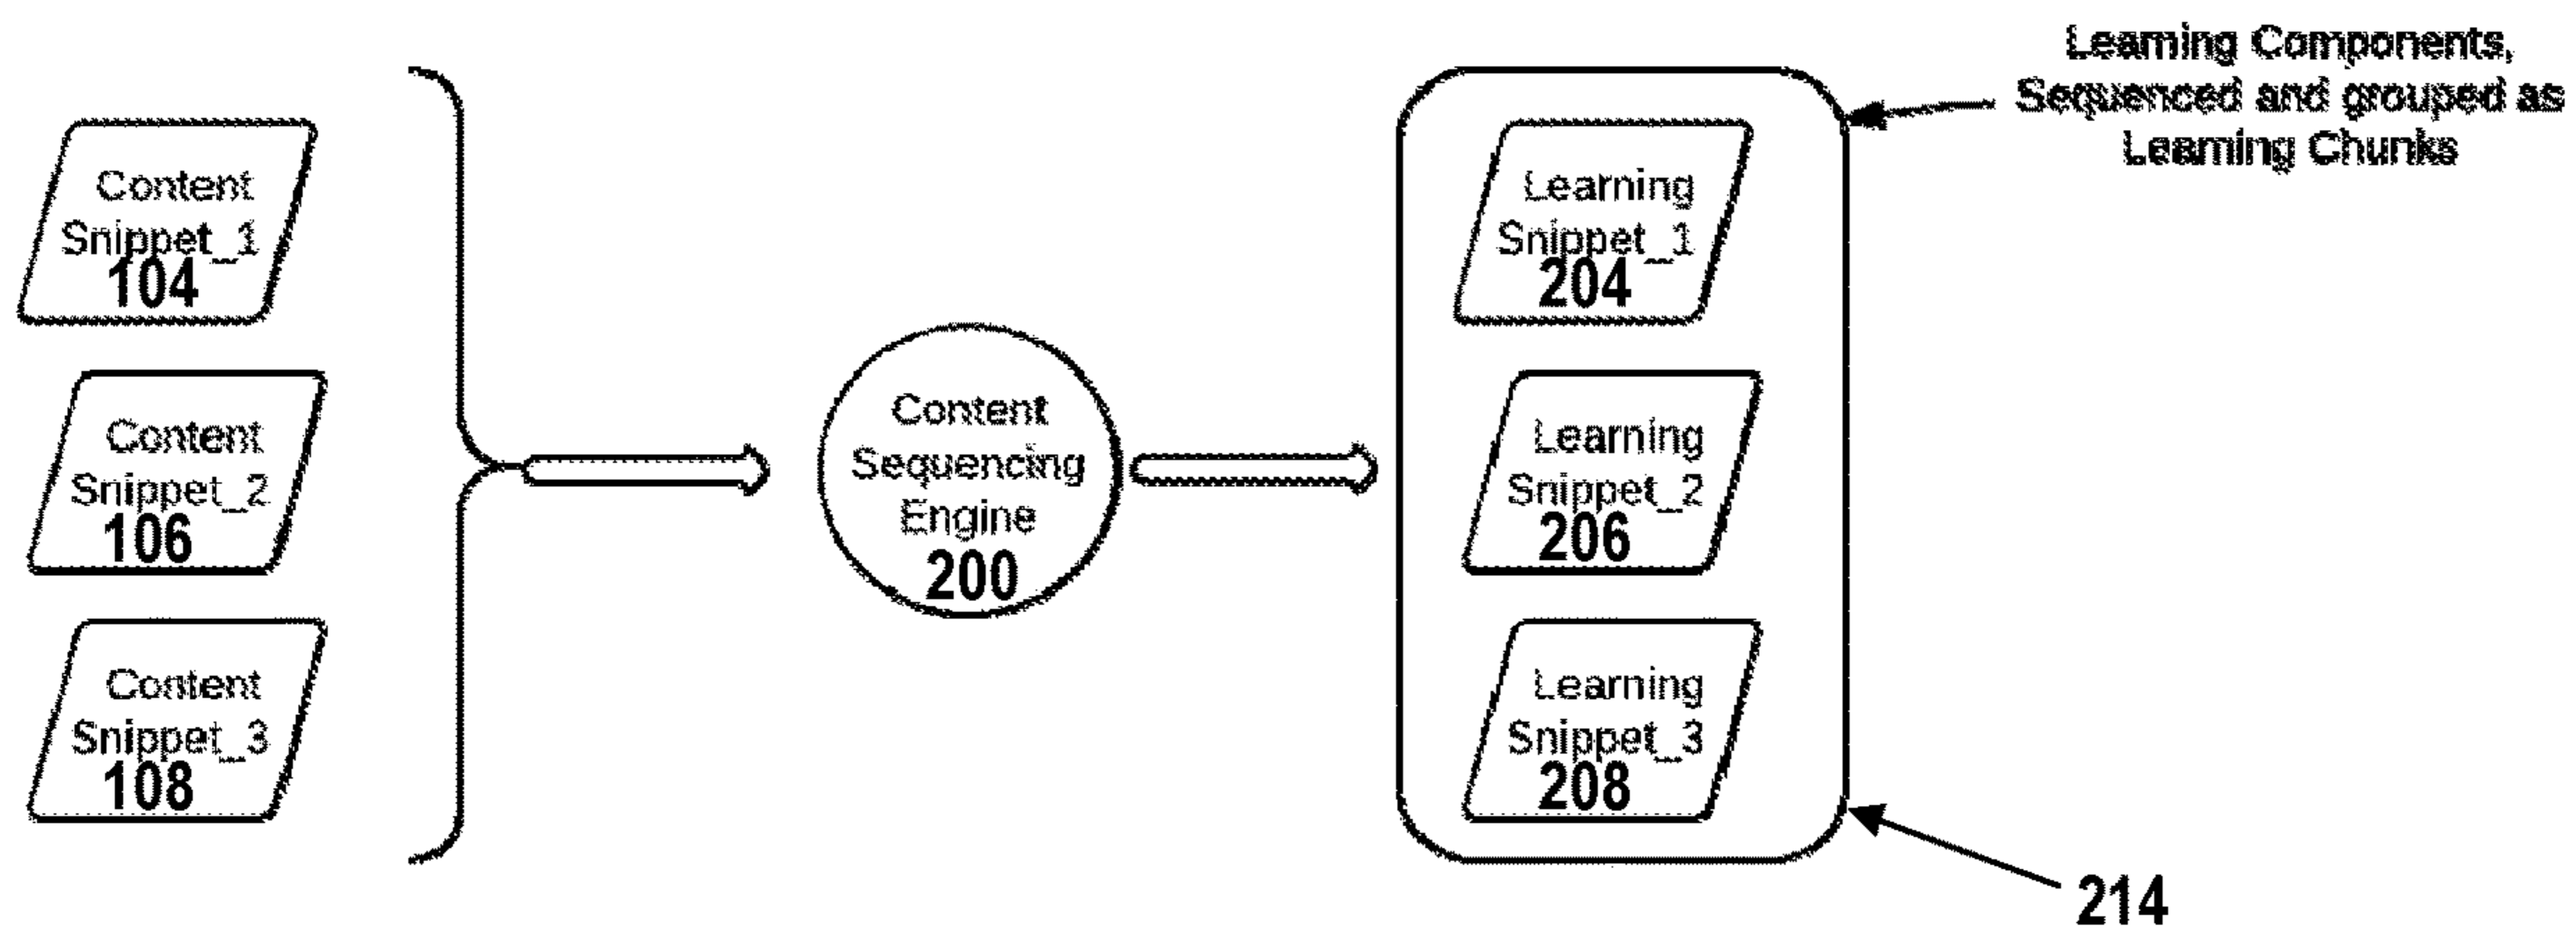 Content
Snippet_1
104
Content
Snippet_2
106
Content
Snippet_3
108
Content
Sequencing
Engine
200
Learning
Snippet_1
204
Learning
Snippet_2
206
Learning
Snippet_3
208
Learning Components,
Sequenced and grouped as
Learning Chunks
214